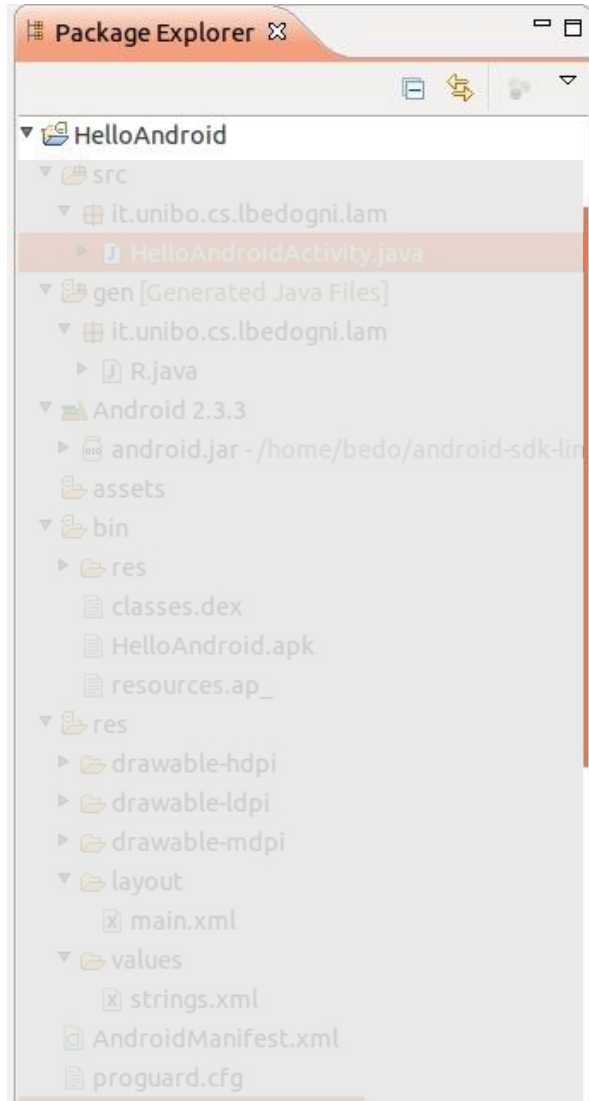 Package Explorer
HelloAndroid
src
it.unibo.cs.lbedogni.lam
HelloAndroidActivity.java
gen [Generated Java Files]
it.unibo.cs.lbedogni.lam
R.java
Android 2.3.3
android.jar - /home/bedo/android-sdk-lin
assets
bin
res
classes.dex
HelloAndroid.apk
resources.ap_
res
drawable-hdpi
drawable-ldpi
drawable-mdpi
layout
main.xml
values
strings.xml
AndroidManifest.xml
proguard.cfg